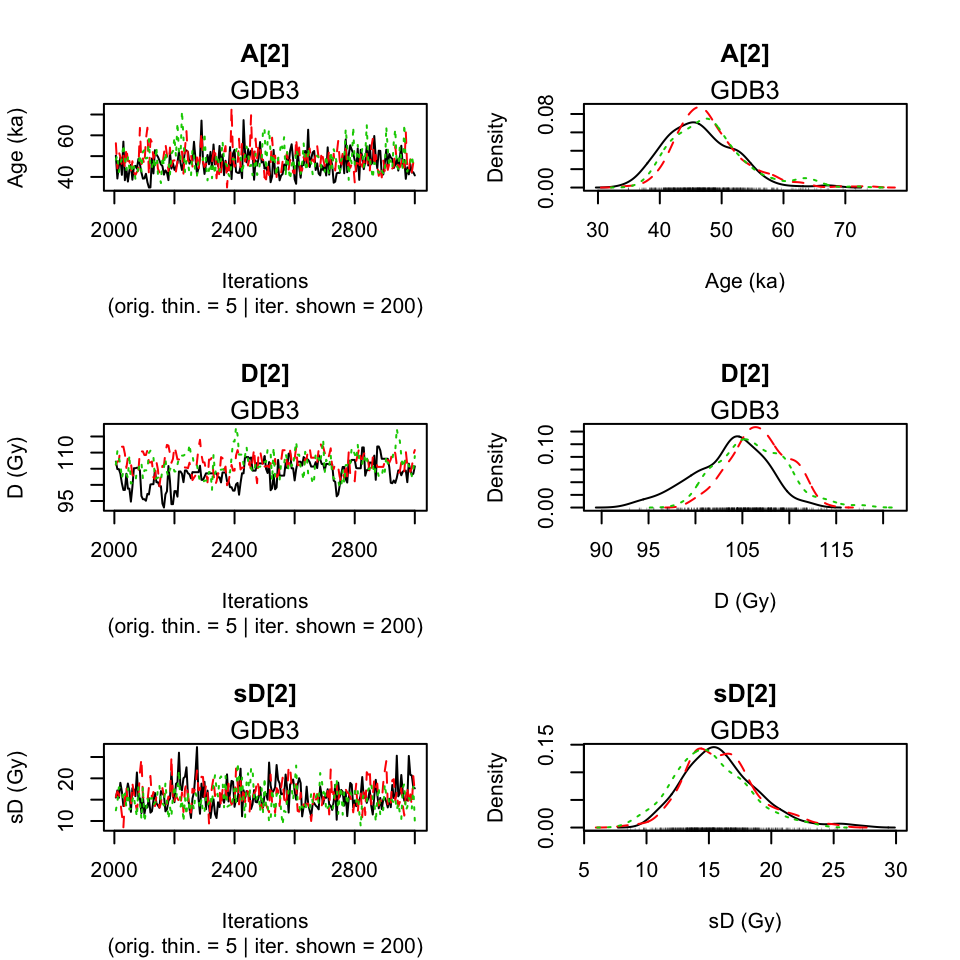 A[2]
GDB3
Age (ka)
60
40
2000 2400 2800
Iterations
(orig. thin. = 5 | iter. shown = 200)
A[2]
GDB3
Density
0.08
0.00
30 40 50 60 70
Age (ka)
D[2]
GDB3
D (Gy)
110
95
2000 2400 2800
Iterations
(orig. thin. = 5 | iter. shown = 200)
D[2]
GDB3
Density
0.10
0.00
90 95 105 115
D (Gy)
sD[2]
GDB3
sD (Gy)
20
10
2000 2400 2800
Iterations
(orig. thin. = 5 | iter. shown = 200)
sD[2]
GDB3
Density
0.15
0.00
5 10 15 20 25 30
sD (Gy)